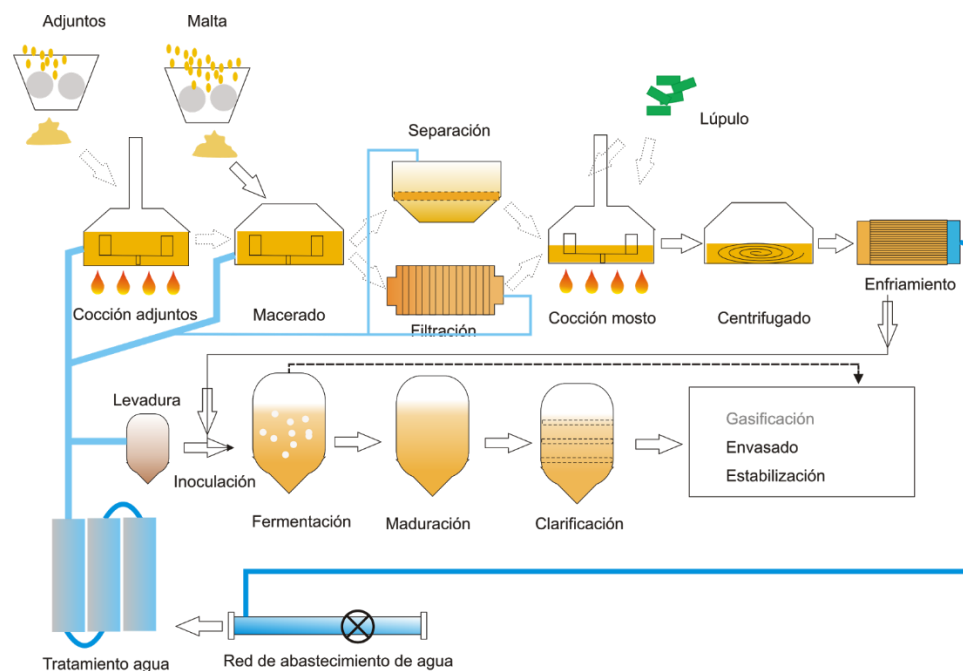 Adjuntos
Malta
Lúpulo
Separación
Cocción adjuntos
Macerado
Filtración
Cocción mosto
Centrifugado
Enfriamiento
Levadura
Inoculación
Fermentación
Maduración
Clarificación
Gasificación
Envasado
Estabilización
Tratamiento agua
Red de abastecimiento de agua